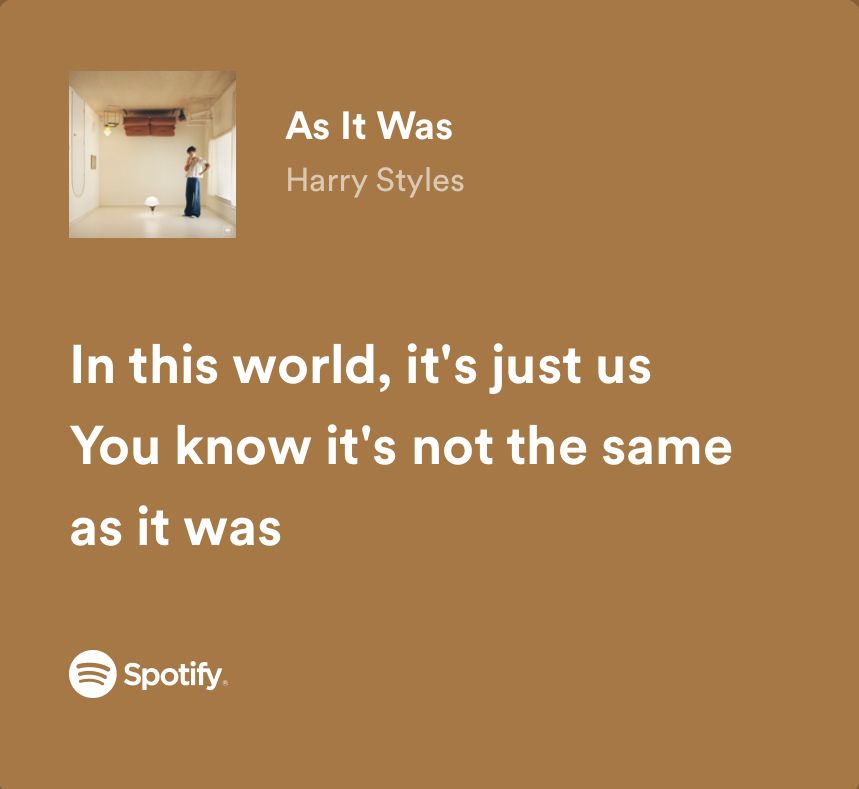 As It Was
Harry Styles
In this world, it's just us
You know it's not the same
as it was
Spotify®